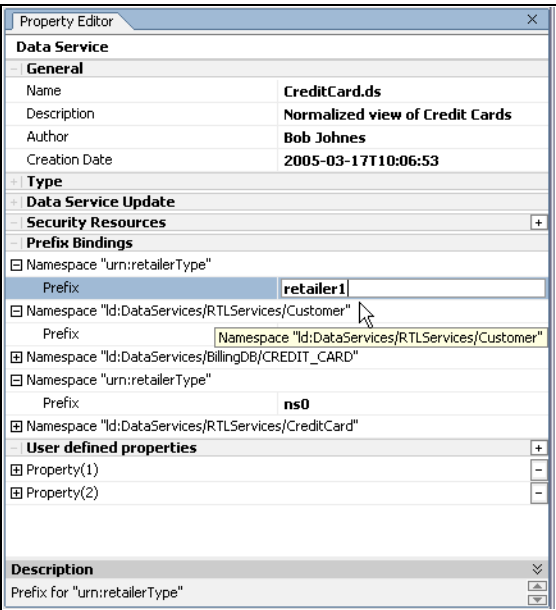 Property Editor
Data Service
General
Name CreditCard.ds
Description Normalized view of Credit Cards
Author Bob Johnes
Creation Date 2005-03-17T10:06:53
Type
Data Service Update
Security Resources
Prefix Bindings
Namespace "urn:retailerType"
Prefix retailer1
Namespace "ld:DataServices/RTLServices/Customer"
Prefix
Namespace "ld:DataServices/RTLServices/Customer"
Namespace "ld:DataServices/BillingDB/CREDIT_CARD"
Namespace "urn:retailerType"
Prefix ns0
Namespace "ld:DataServices/RTLServices/CreditCard"
User defined properties
Property(1)
Property(2)
Description
Prefix for "urn:retailerType"